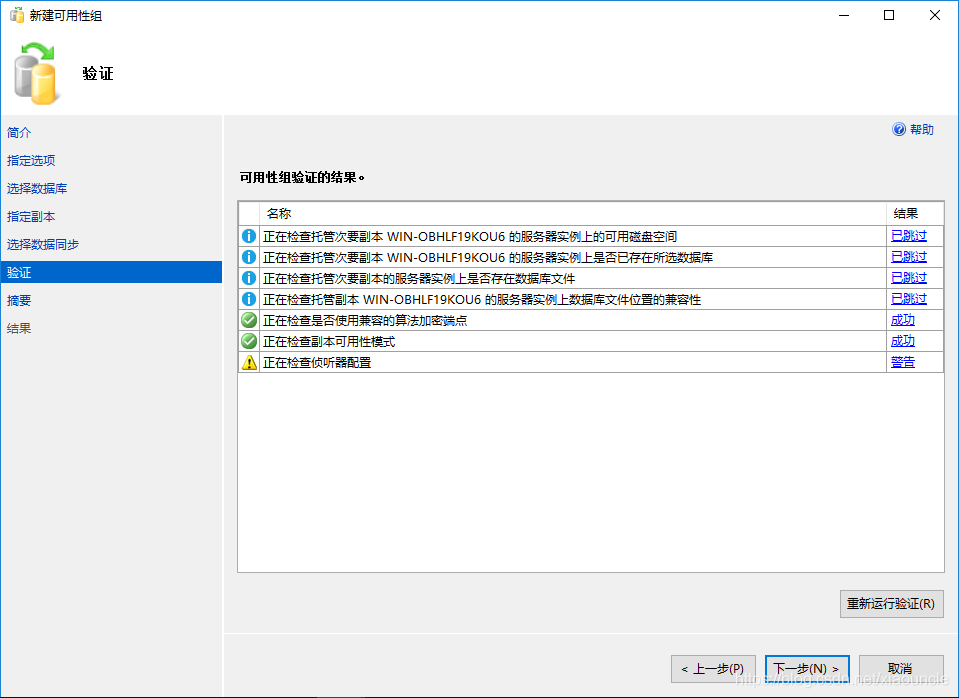 新建可用性组
验证
简介
指定选项
选择数据库
指定副本
选择数据同步
验证
摘要
结果
帮助
可用性组验证的结果。
名称 结果
正在检查托管次要副本 WIN-OBHLF19KOU6 的服务器实例上的可用磁盘空间 已跳过
正在检查托管次要副本 WIN-OBHLF19KOU6 的服务器实例上是否已存在所选数据库 已跳过
正在检查托管次要副本的服务器实例上是否存在数据库文件 已跳过
正在检查托管副本 WIN-OBHLF19KOU6 的服务器实例上数据库文件位置的兼容性 已跳过
正在检查是否使用兼容的算法加密端点 成功
正在检查副本可用性模式 成功
正在检查侦听器配置 警告
重新运行验证(R)
< 上一步(P) 下一步(N) > 取消
https://blog.csdn.net/xiaouncle